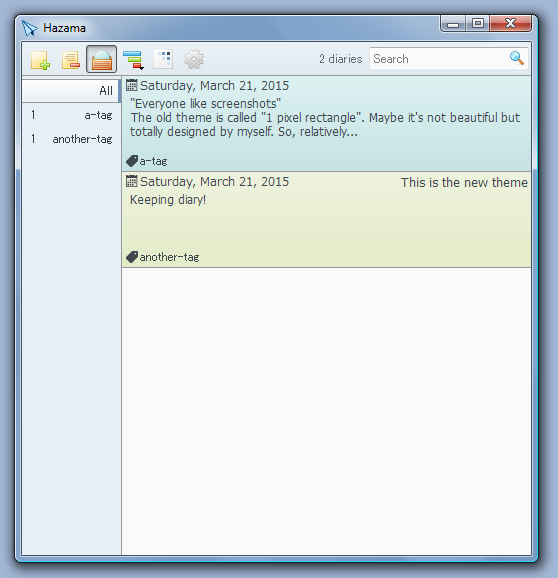 Hazama
2 diaries
Search
All
1 a-tag
1 another-tag
Saturday, March 21, 2015
"Everyone like screenshots"
The old theme is called "1 pixel rectangle". Maybe it's not beautiful but
totally designed by myself. So, relatively...
a-tag
Saturday, March 21, 2015
This is the new theme
Keeping diary!
another-tag